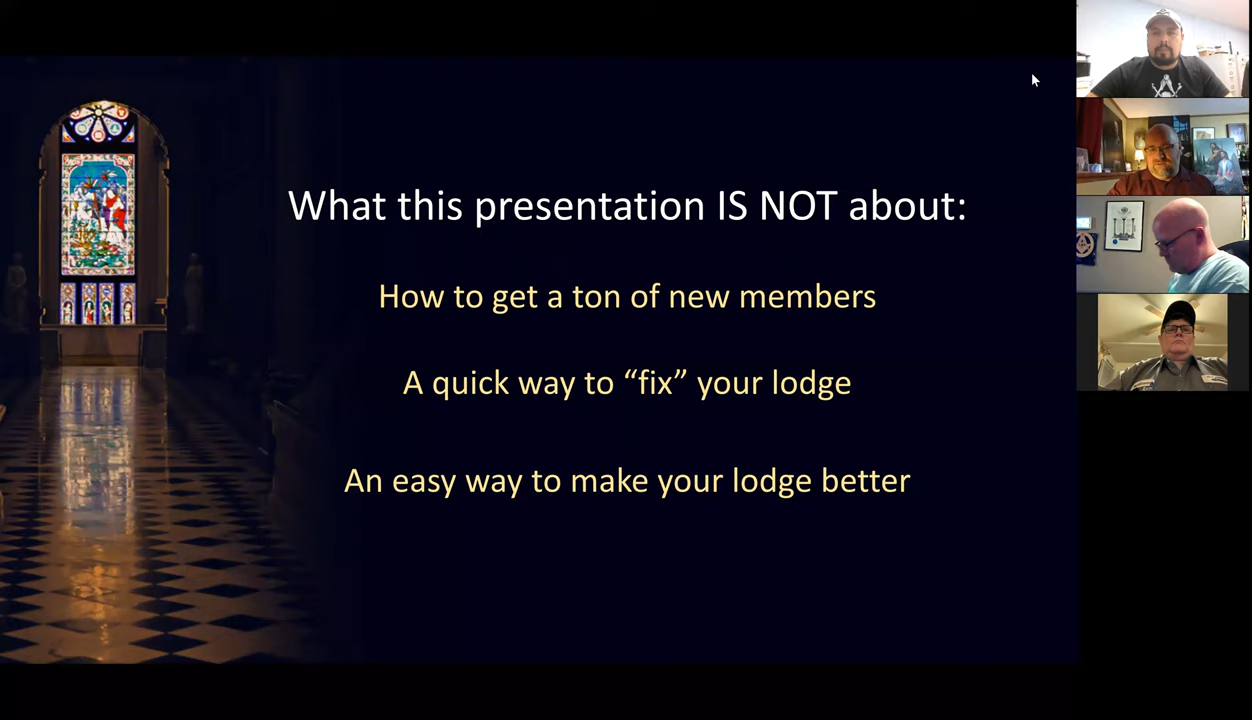 What this presentation IS NOT about:
How to get a ton of new members
A quick way to “fix” your lodge
An easy way to make your lodge better